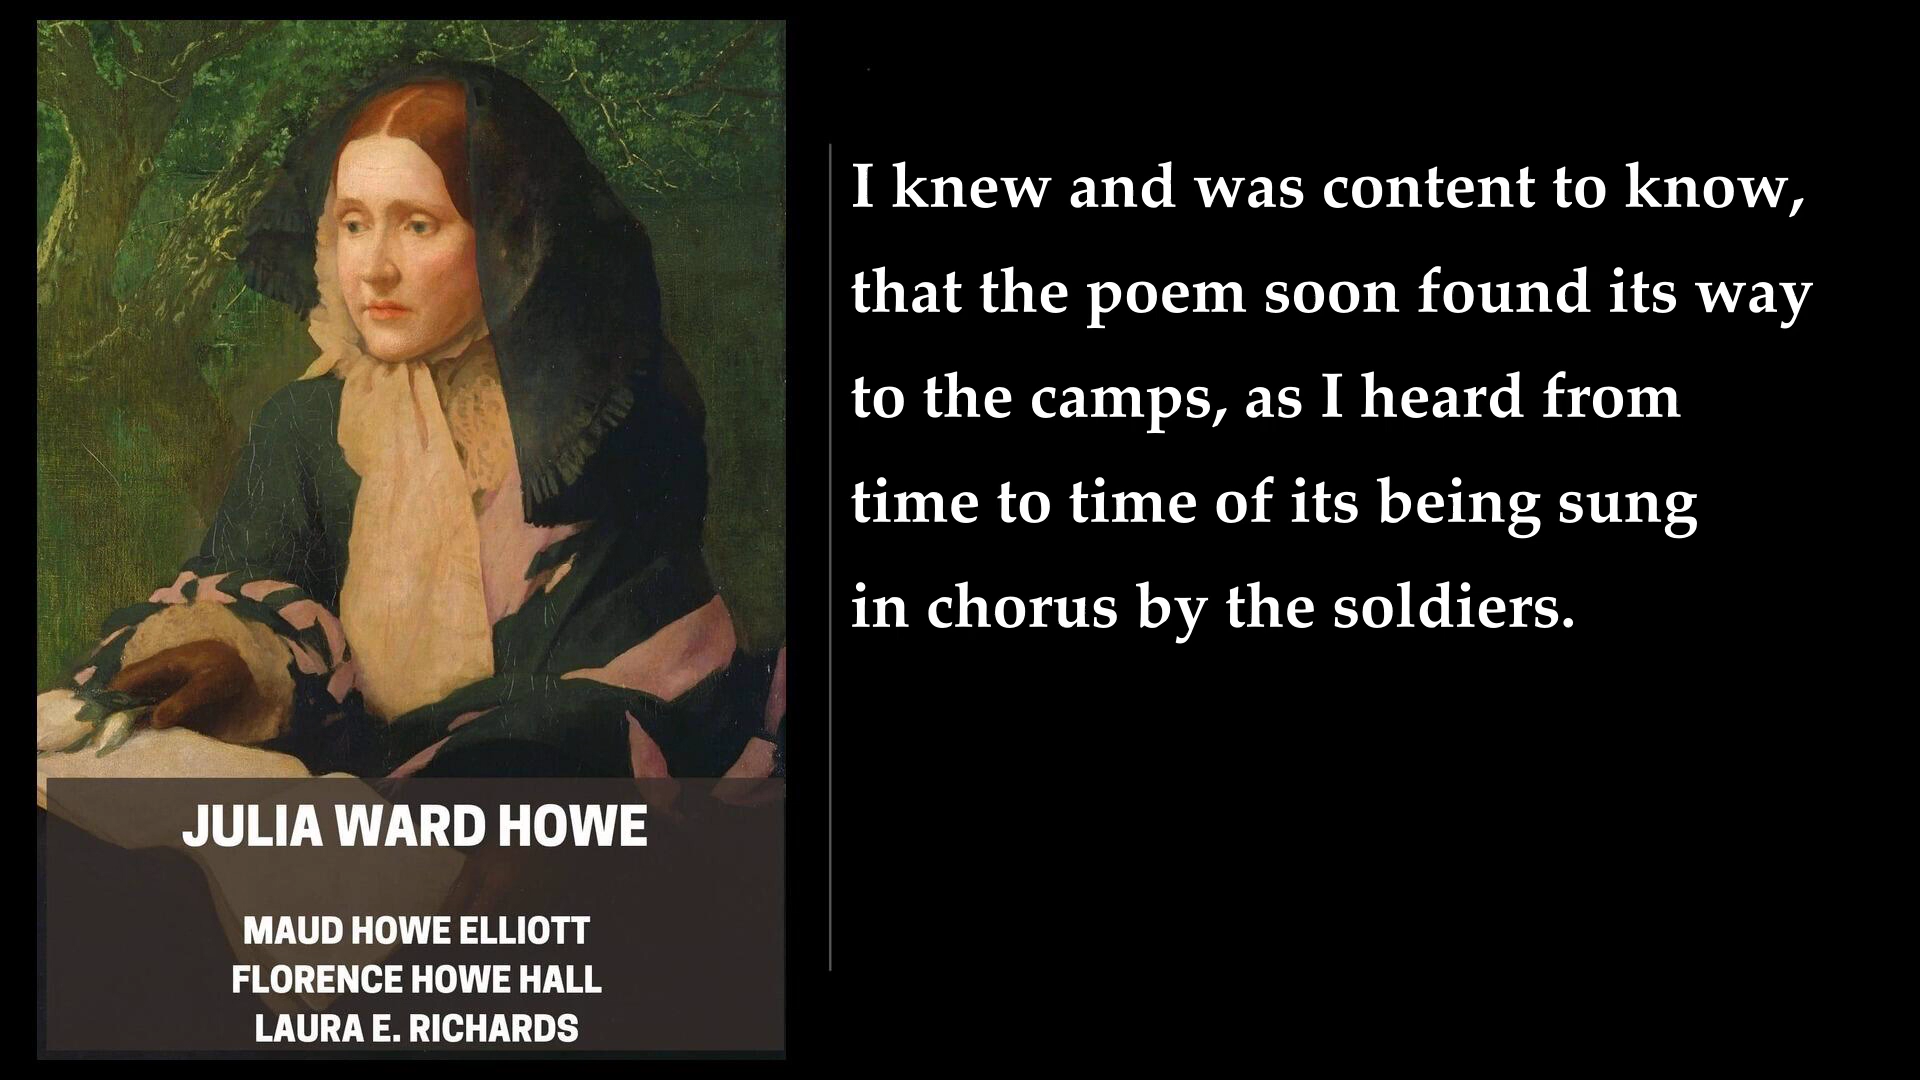 JULIA WARD HOWE
MAUD HOWE ELLIOTT
FLORENCE HOWE HALL
LAURA E. RICHARDS
I knew and was content to know,
that the poem soon found its way
to the camps, as I heard from
time to time of its being sung
in chorus by the soldiers.